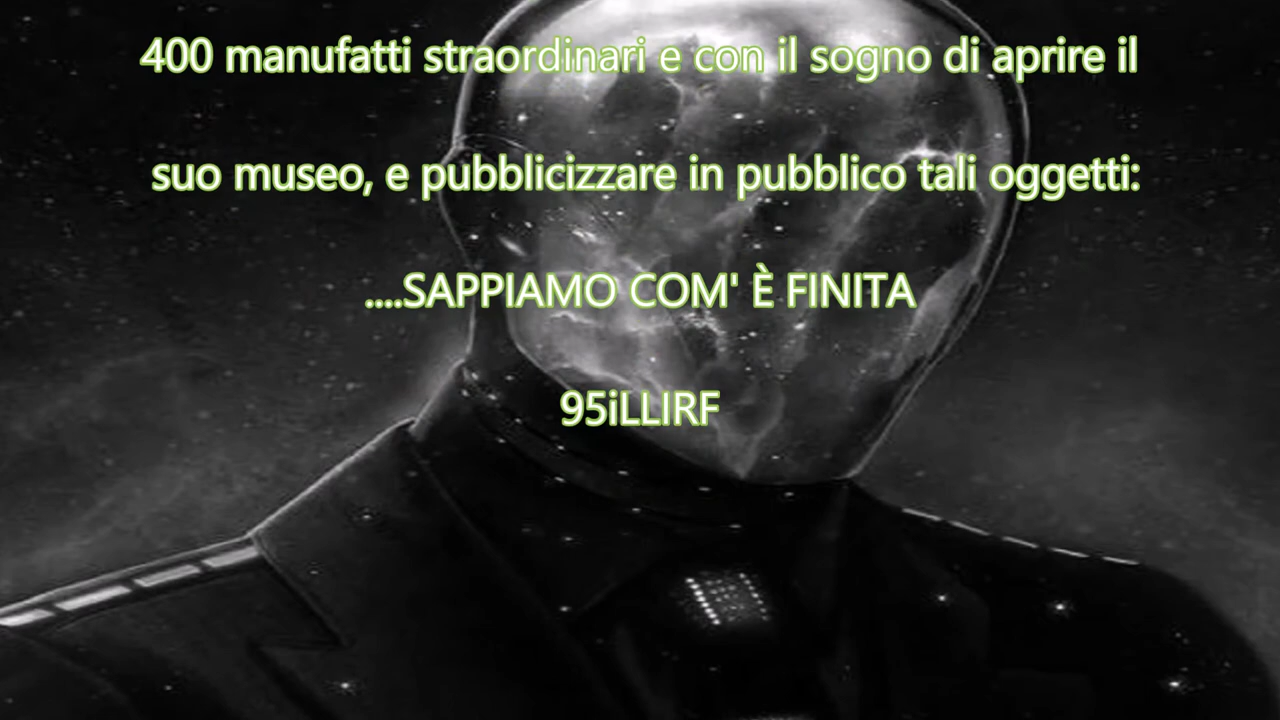 400 manufatti straordinari e con il sogno di aprire il
suo museo, e pubblicizzare in pubblico tali oggetti:
....SAPPIAMO COM' È FINITA
95iLLIRF